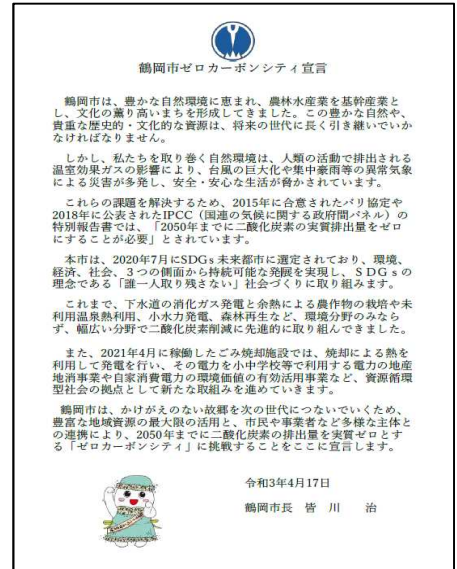 鶴岡市ゼロカーボンシティ宣言
鶴岡市は、豊かな自然環境に恵まれ、農林水産業を基幹産業と
し、文化の薫り高いまちを形成してきました。この豊かな自然や、
貴重な歴史的・文化的な資源は、将来の世代に長く引き継いでいか
なければなりません。
しかし、私たちを取り巻く自然環境は、人類の活動で排出される
温室効果ガスの影響により、台風の巨大化や集中豪雨等の異常気象
による災害が多発し、安全・安心な生活が脅かされています。
これらの課題を解決するため、2015年に合意されたパリ協定や
2018年に公表されたIPCC（国連の気候に関する政府間パネル）の
特別報告書では、「2050年までに二酸化炭素の実質排出量をゼロ
にすることが必要」とされています。
本市は、2020年7月にSDGs未来都市に選定されており、環境、
経済、社会、３つの側面から持続可能な発展を実現し、ＳＤＧｓの
理念である「誰一人取り残さない」社会づくりに取り組みます。
これまで、下水道の消化ガス発電と余熱による農作物の栽培や未
利用温泉熱利用、小水力発電、森林再生など、環境分野のみなら
ず、幅広い分野で二酸化炭素削減に先進的に取り組んできました。
また、2021年4月に稼働したごみ焼却施設では、焼却による熱を
利用して発電を行い、その電力を小中学校等で利用する電力の地産
地消事業や自家消費電力の環境価値の有効活用事業など、資源循環
型社会の拠点として新たな取組みを進めていきます。
鶴岡市は、かけがえのない故郷を次の世代につないでいくため、
豊富な地域資源の最大限の活用と、市民や事業者など多様な主体と
の連携により、2050年までに二酸化炭素の排出量を実質ゼロとす
る「ゼロカーボンシティ」に挑戦することをここに宣言します。
令和3年4月17日
鶴岡市長 皆 川 治